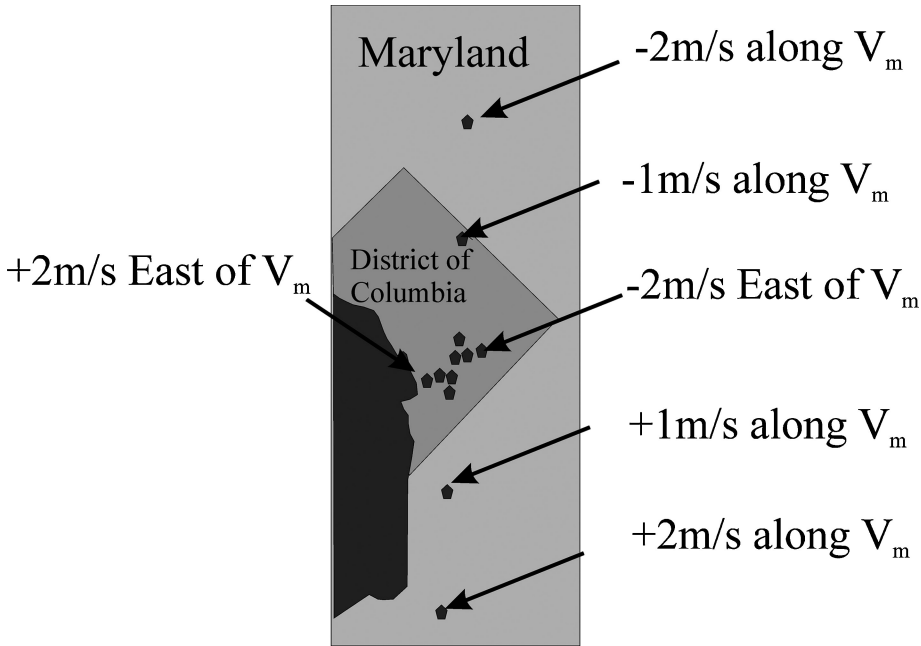 Maryland
-2m/s along Vm
-1m/s along Vm
+2m/s East of Vm
District of
Columbia
-2m/s East of Vm
+1m/s along Vm
+2m/s along Vm